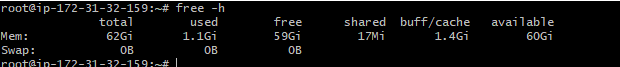 root@ip-172-31-32-159:~# free -h
total used free shared buff/cache available
Mem: 62Gi 1.1Gi 59Gi 17Mi 1.4Gi 60Gi
Swap: 0B 0B 0B
root@ip-172-31-32-159:~#